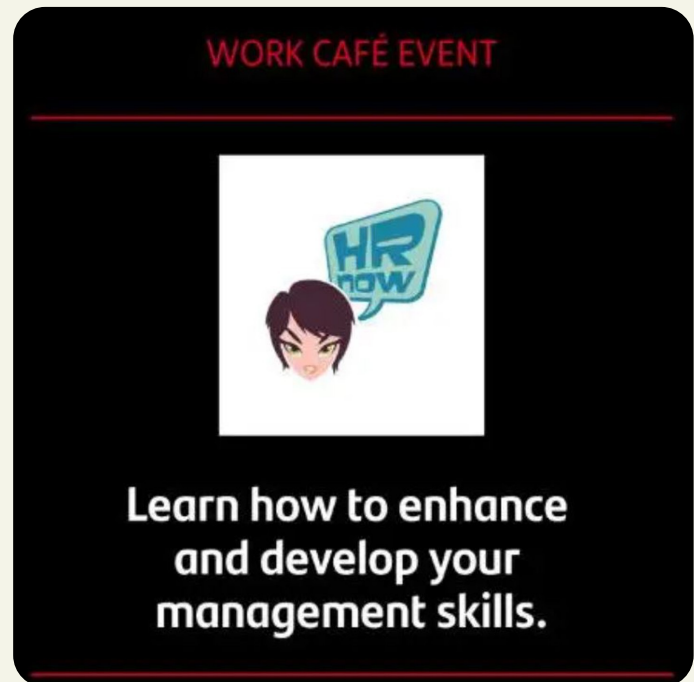 WORK CAFÉ EVENT
HR
now
Learn how to enhance
and develop your
management skills.